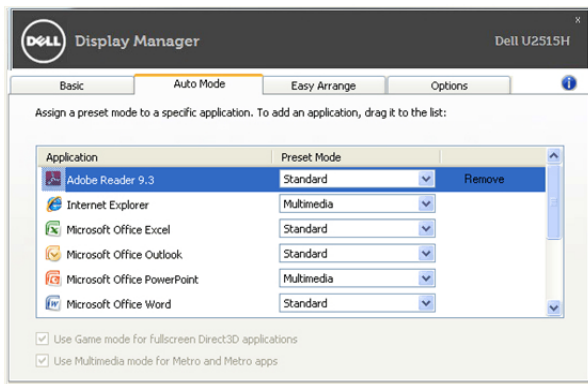 DELL Display Manager
Dell U2515H
x
Basic
Auto Mode
Easy Arrange
Options
i
Assign a preset mode to a specific application. To add an application, drag it to the list:
Application Preset Mode
Adobe Reader 9.3 Standard Remove
Internet Explorer Multimedia
Microsoft Office Excel Standard
Microsoft Office Outlook Standard
Microsoft Office PowerPoint Multimedia
Microsoft Office Word Standard
Use Game mode for fullscreen Direct3D applications
Use Multimedia mode for Metro and Metro apps